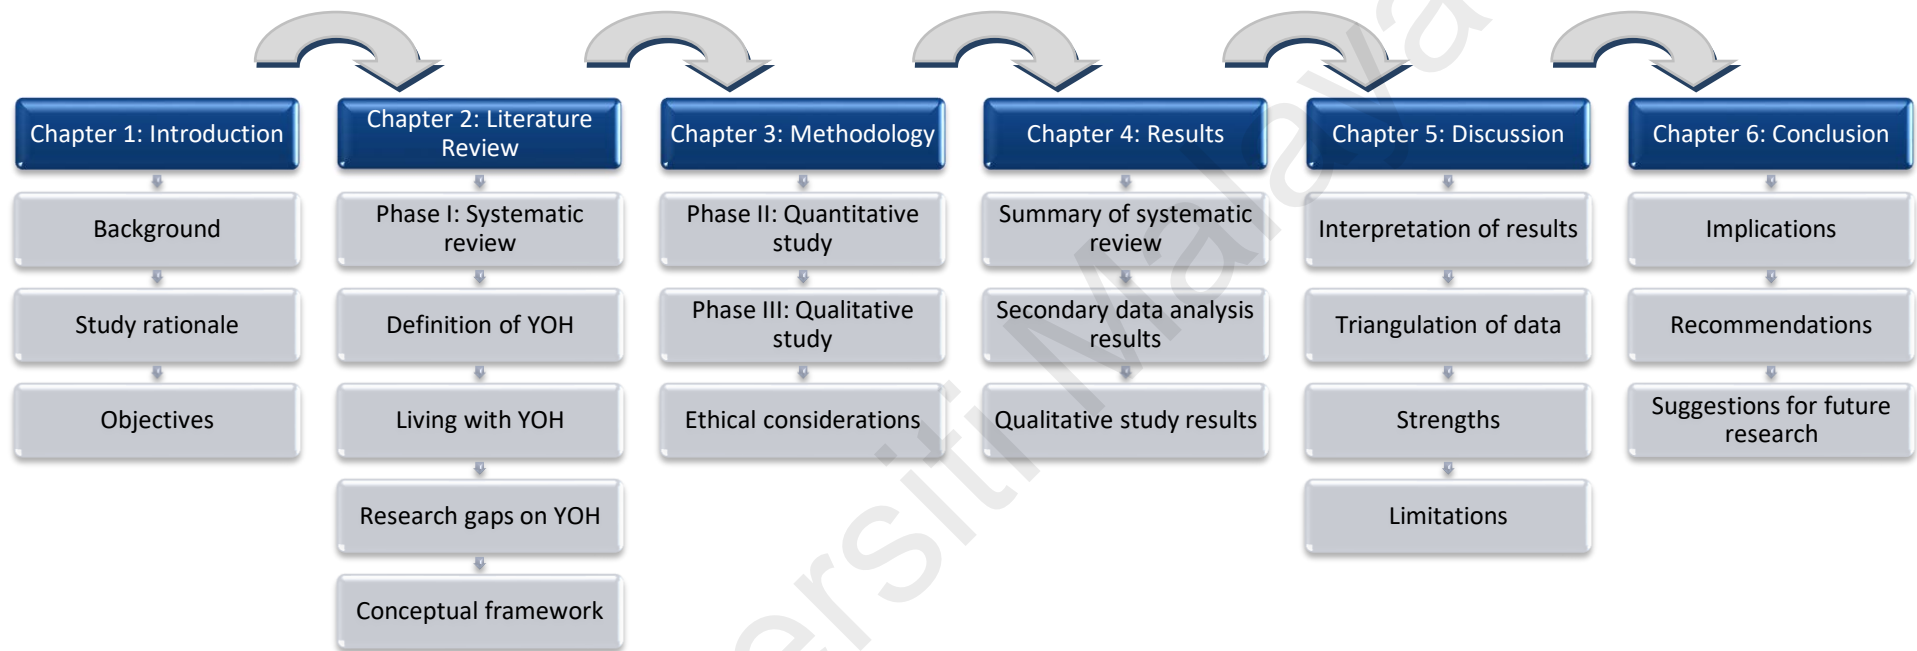 Chapter 1: Introduction
Background
Study rationale
Objectives
Chapter 2: Literature
Review
Phase I: Systematic
review
Definition of YOH
Living with YOH
Research gaps on YOH
Conceptual framework
Chapter 3: Methodology
Phase II: Quantitative
study
Phase III: Qualitative
study
Ethical considerations
Chapter 4: Results
Summary of systematic
review
Secondary data analysis
results
Qualitative study results
Chapter 5: Discussion
Interpretation of results
Triangulation of data
Strengths
Limitations
Chapter 6: Conclusion
Implications
Recommendations
Suggestions for future
research
ersiti Malaya